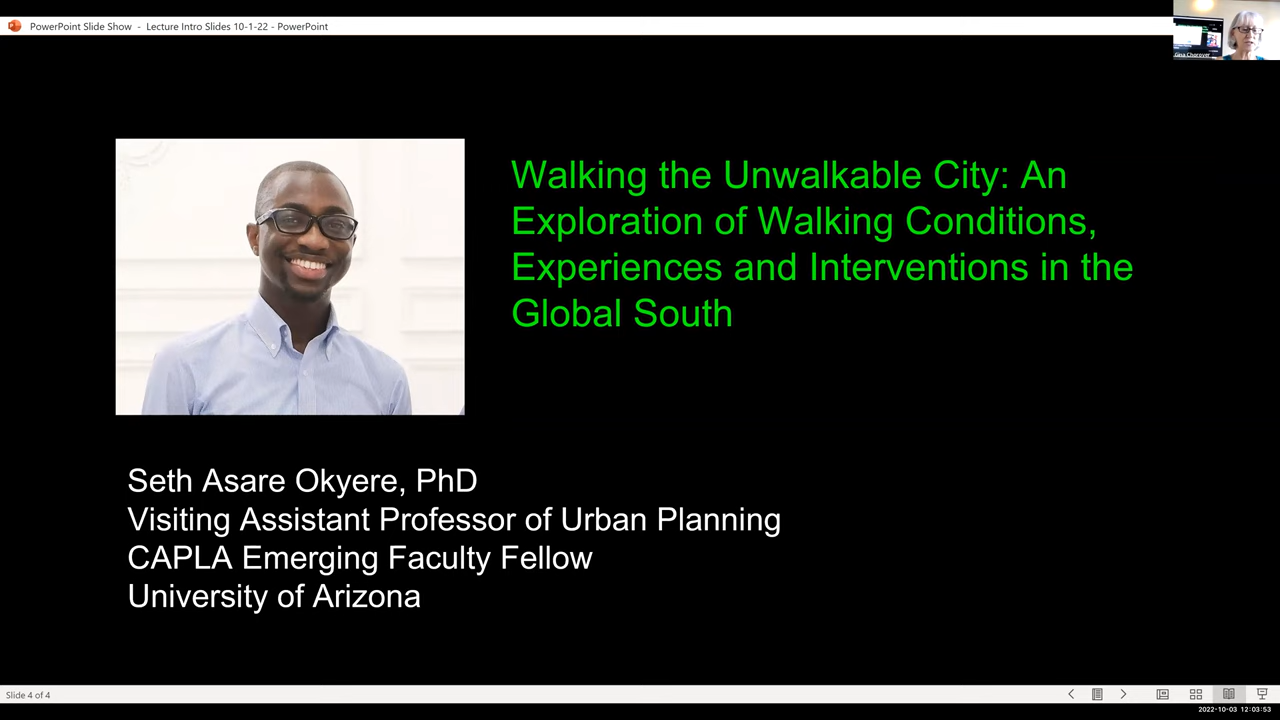 PowerPoint Slide Show - Lecture Intro Slides 10-1-22 - PowerPoint
Gina Chorover
Walking the Unwalkable City: An
Exploration of Walking Conditions,
Experiences and Interventions in the
Global South
Seth Asare Okyere, PhD
Visiting Assistant Professor of Urban Planning
CAPLA Emerging Faculty Fellow
University of Arizona
Slide 4 of 4
2022-10-03 12:03:53